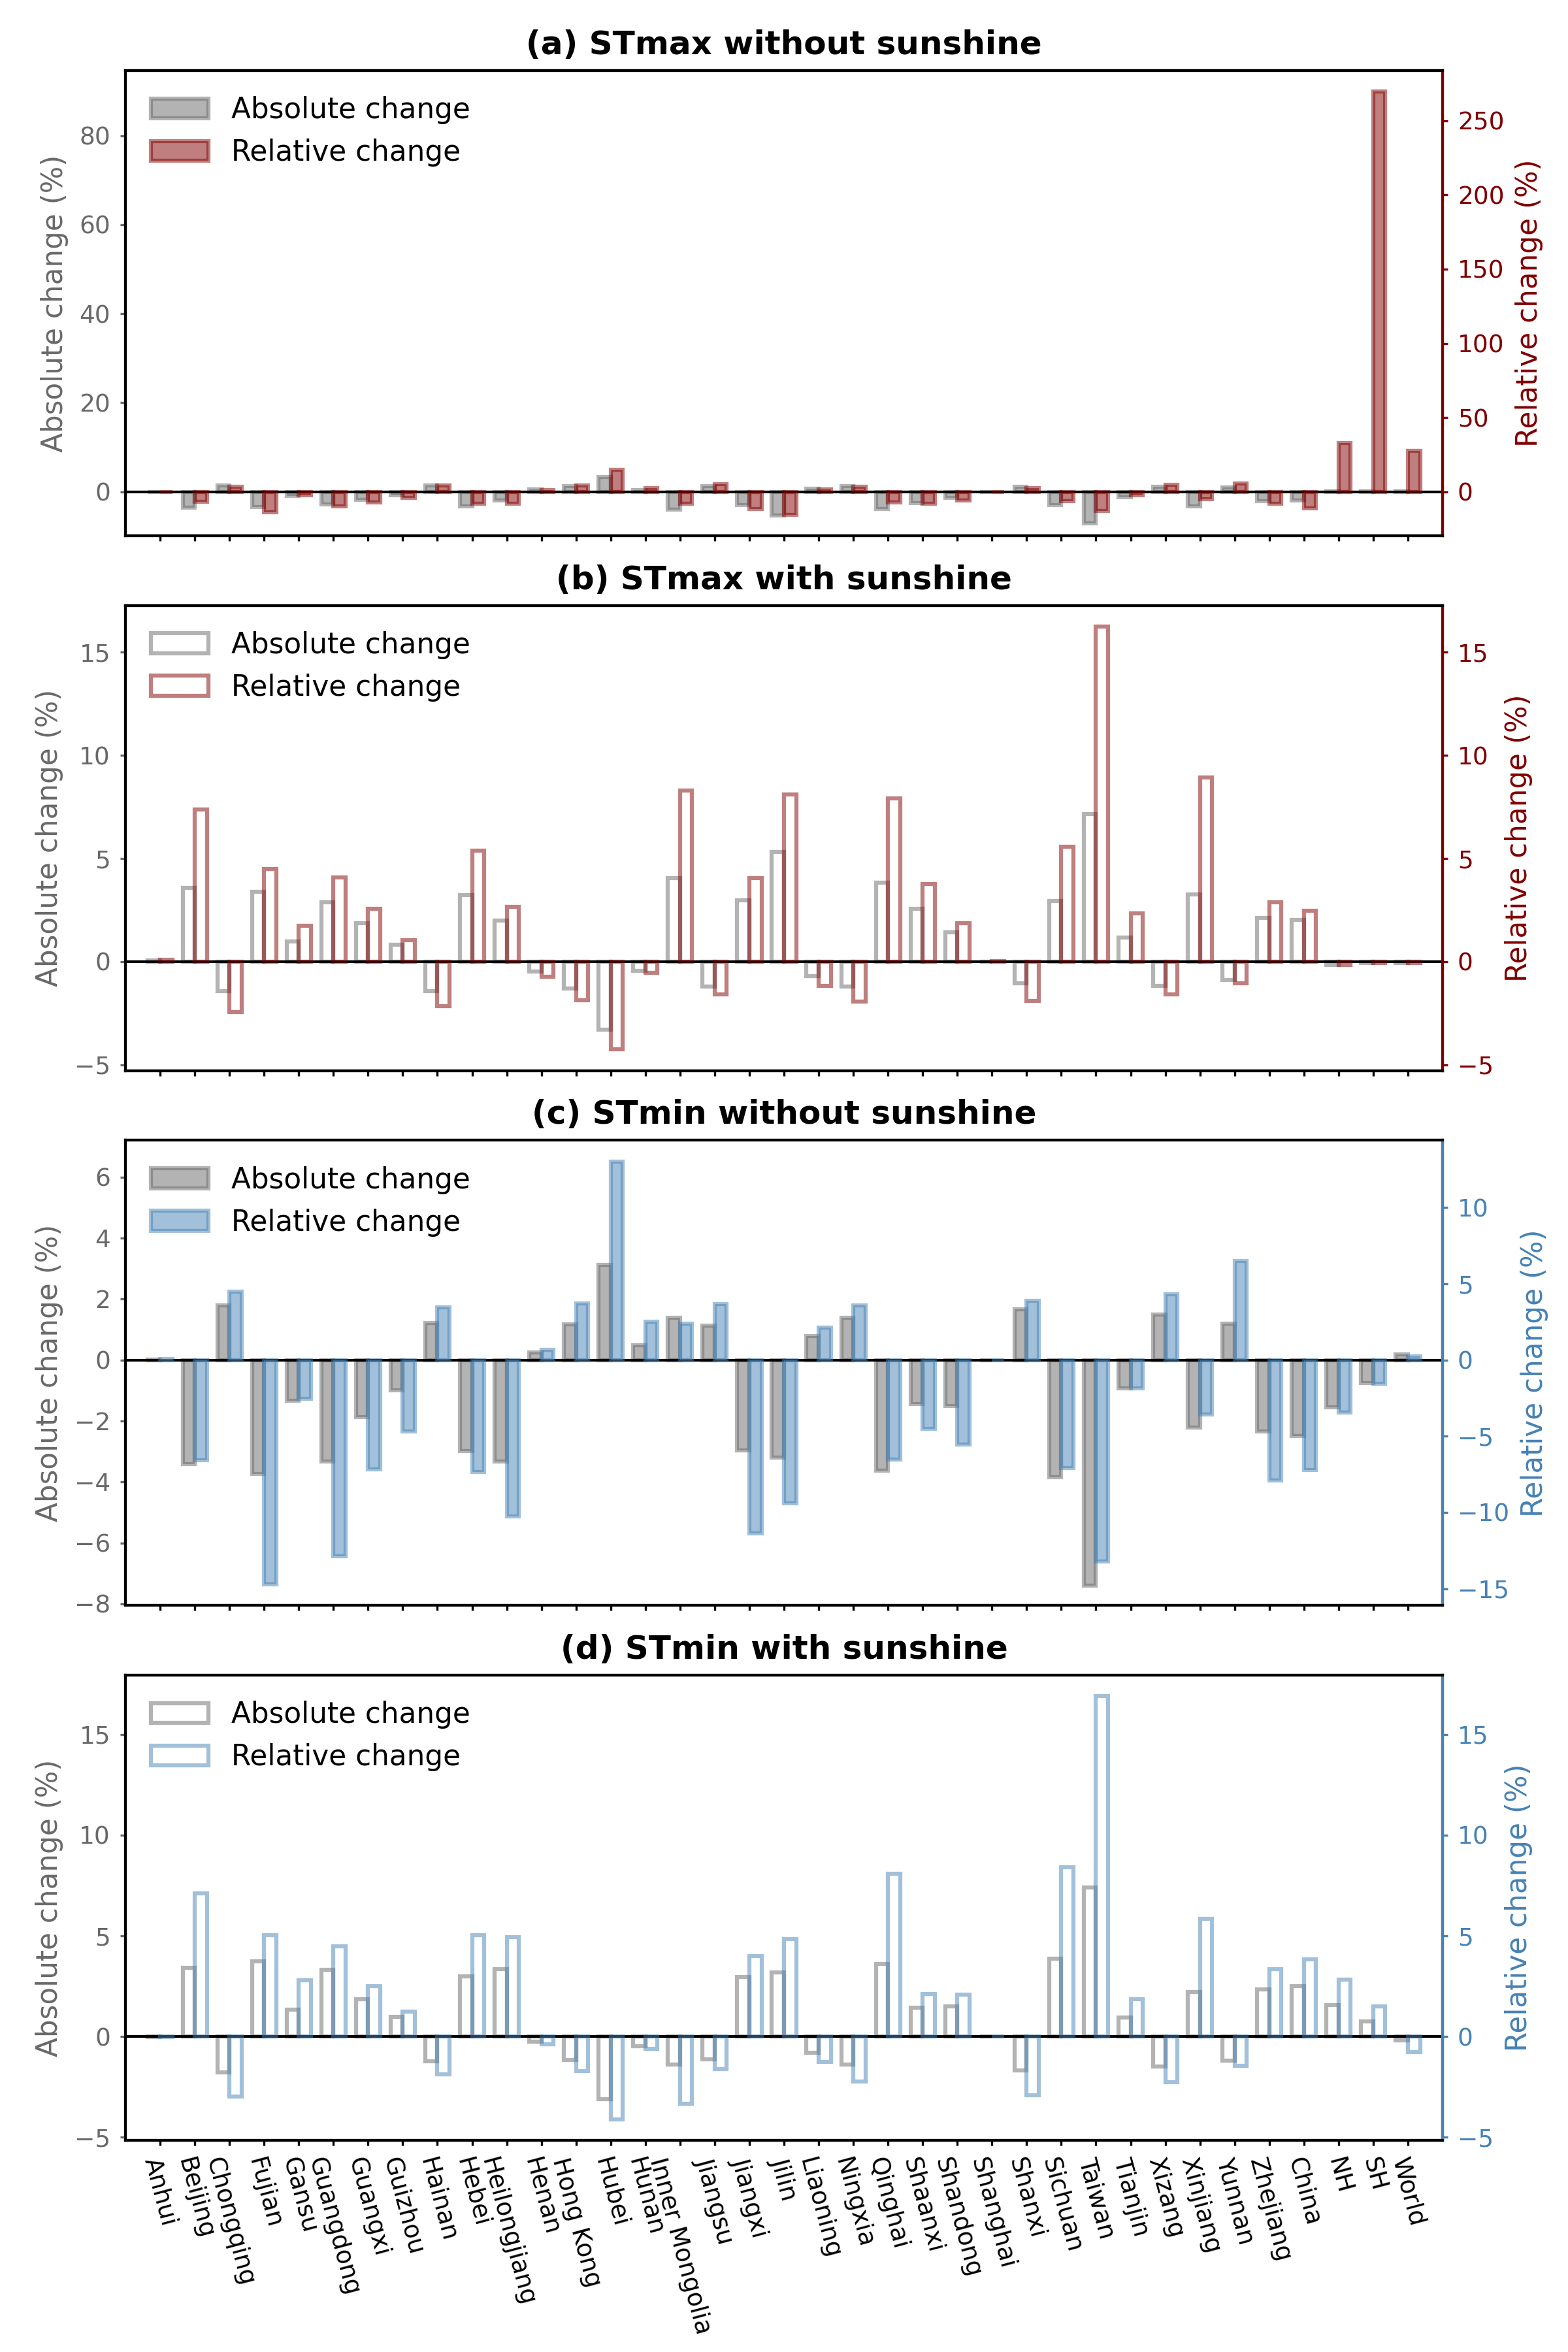 (a) STmax without sunshine
Absolute change
Relative change
Absolute change (%)
80
60
40
20
0
250
200
150
100
50
0
Relative change (%)
(b) STmax with sunshine
Absolute change
Relative change
Absolute change (%)
15
10
5
0
−5
15
10
5
0
−5
Relative change (%)
(c) STmin without sunshine
Absolute change
Relative change
Absolute change (%)
6
4
2
0
−2
−4
−6
−8
10
5
0
−5
−10
−15
Relative change (%)
(d) STmin with sunshine
Absolute change
Relative change
Absolute change (%)
15
10
5
0
−5
15
10
5
0
−5
Relative change (%)
Anhui
Beijing
Chongqing
Fujian
Gansu
Guangdong
Guangxi
Guizhou
Hainan
Hebei
Heilongjiang
Henan
Hong Kong
Hubei
Hunan
Inner Mongolia
Jiangsu
Jiangxi
Jilin
Liaoning
Ningxia
Qinghai
Shaanxi
Shandong
Shanghai
Shanxi
Sichuan
Taiwan
Tianjin
Xizang
Xinjiang
Yunnan
Zhejiang
China
NH
SH
World